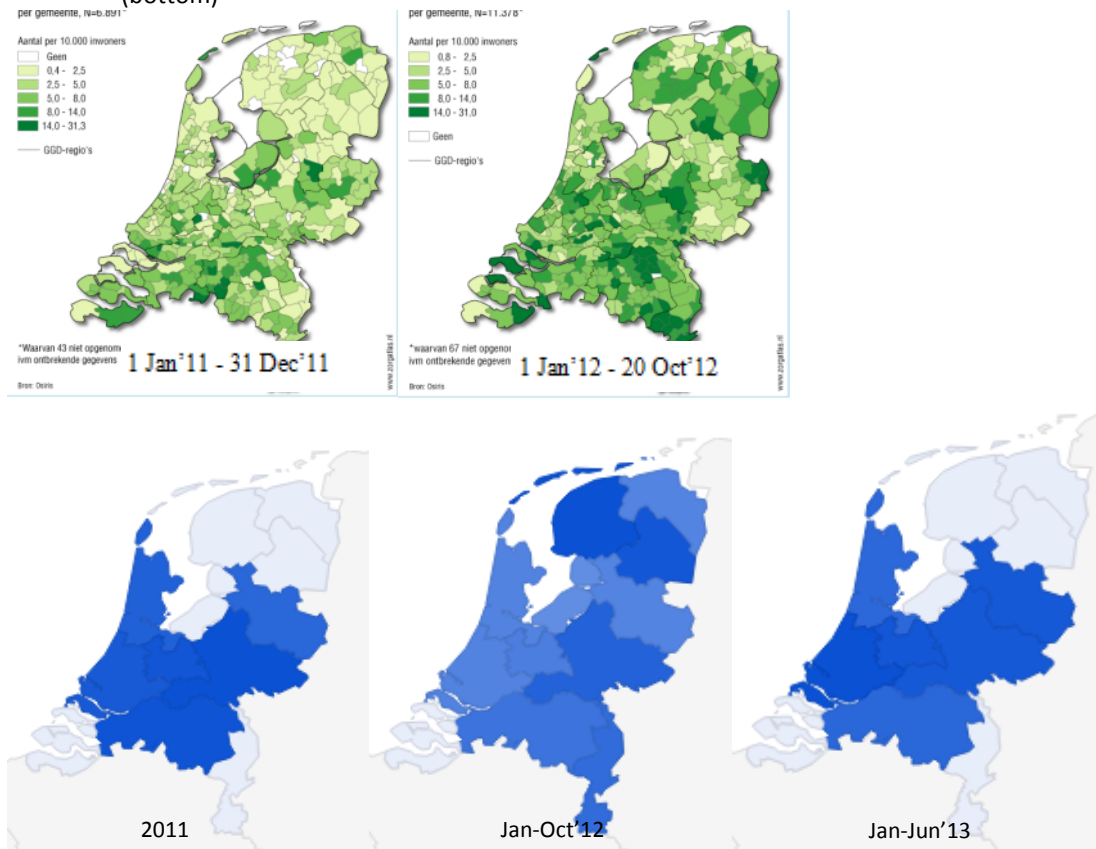 (bottom)
per gemeente, N=6.891*
Aantal per 10.000 inwoners
Geen
0,4 - 2,5
2,5 - 5,0
5,0 - 8,0
8,0 - 14,0
14,0 - 31,3
GGD-regio's
*Waarvan 43 niet opgenom
ivm ontbrekende gegevens
1 Jan'11 - 31 Dec'11
Bron: Osiris
www.zorgatlas.nl
per gemeente, N=11.378*
Aantal per 10.000 inwoners
0,8 - 2,5
2,5 - 5,0
5,0 - 8,0
8,0 - 14,0
14,0 - 31,0
Geen
GGD-regio's
*waarvan 67 niet opgenor
ivm ontbrekende gegeven
1 Jan'12 - 20 Oct'12
Bron: Osiris
www.zorgatlas.nl
2011
Jan-Oct'12
Jan-Jun'13